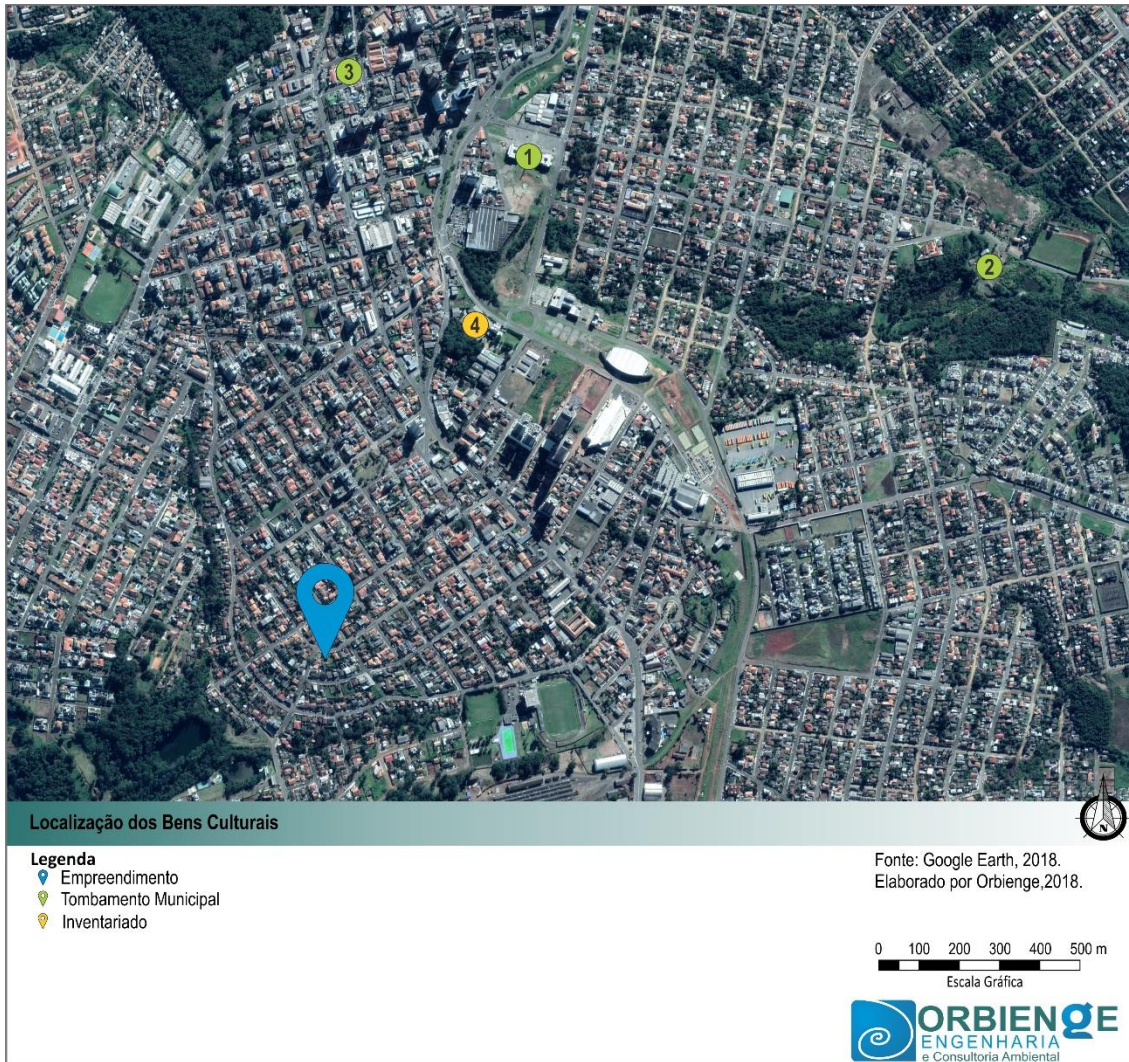 3
1
2
4
Localização dos Bens Culturais
N
Legenda
Empreendimento
Tombamento Municipal
Inventariado
Fonte: Google Earth, 2018.
Elaborado por Orbienge,2018.
0 100 200 300 400 500 m
Escala Gráfica
ORBIENGE
ENGENHARIA
e Consultoria Ambiental